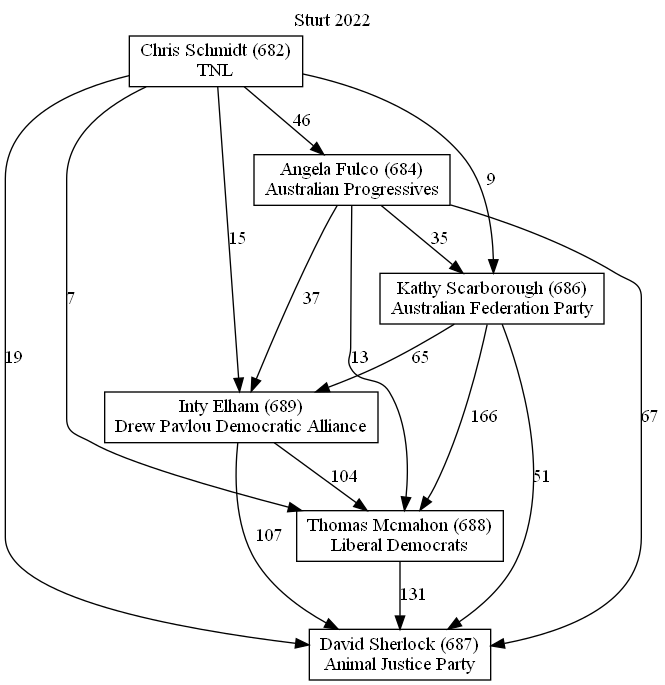 Sturt 2022
Chris Schmidt (682)
TNL
46
Angela Fulco (684)
Australian Progressives
9
15
35
Kathy Scarborough (686)
Australian Federation Party
7
37
19
13
65
Inty Elham (689)
Drew Pavlou Democratic Alliance
166
67
104
51
Thomas Mcmahon (688)
Liberal Democrats
107
131
David Sherlock (687)
Animal Justice Party